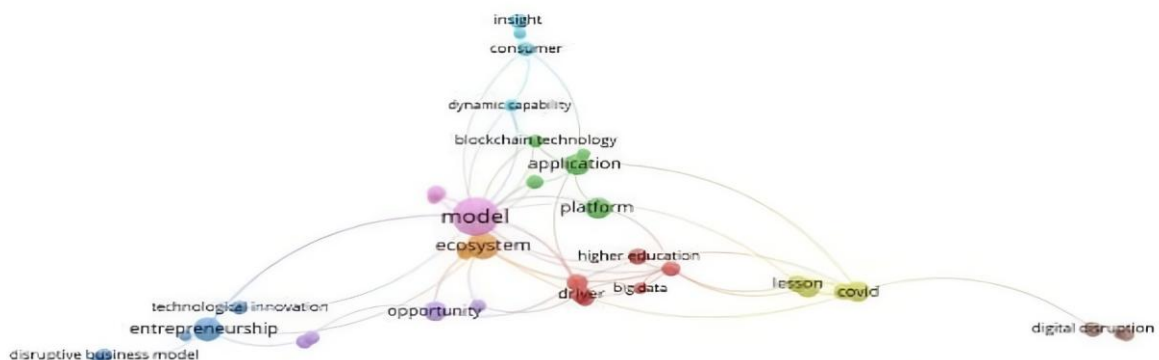 insight
consumer
dynamic capability
blockchain technology
application
platform
model
ecosystem
higher education
driver
big data
lesson
covid
technological innovation
opportunity
entrepreneurship
digital disruption
disruptive business model